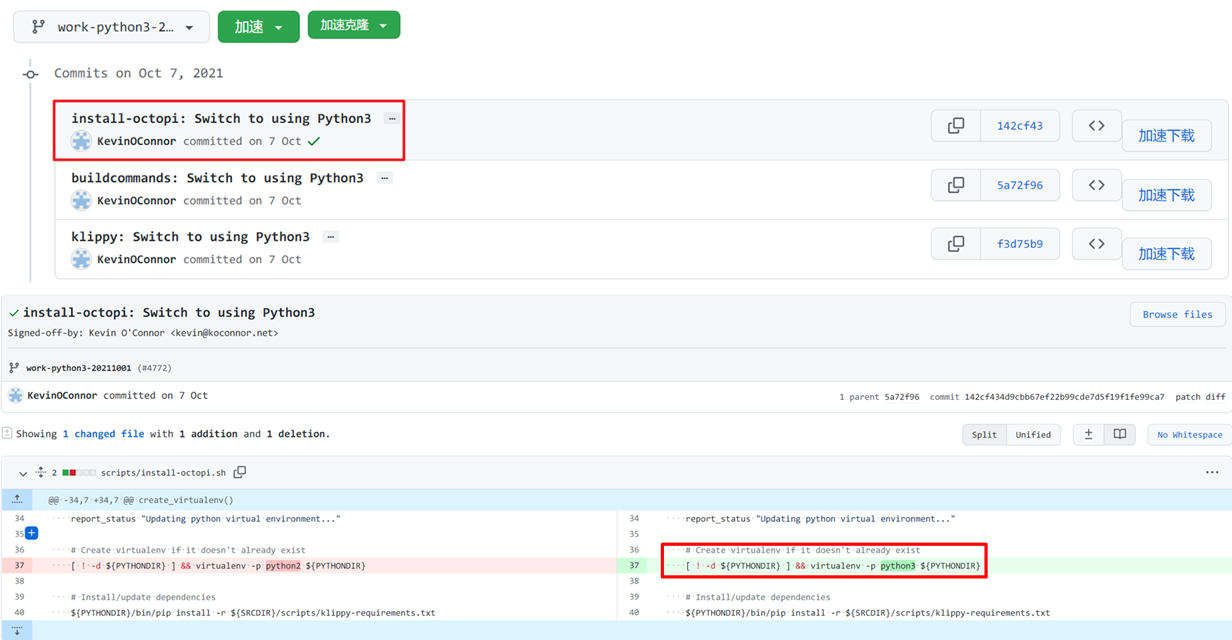 work-python3-2...
加速
加速克隆
Commits on Oct 7, 2021
install-octopi: Switch to using Python3 ...
KevinOConnor committed on 7 Oct
142cf43
<>
加速下载
buildcommands: Switch to using Python3 ...
KevinOConnor committed on 7 Oct
5a72f96
<>
加速下载
klippy: Switch to using Python3 ...
KevinOConnor committed on 7 Oct
f3d75b9
<>
加速下载
install-octopi: Switch to using Python3
Browse files
Signed-off-by: Kevin O'Connor <kevin@koconnor.net>
work-python3-20211001 (#4772)
KevinOConnor committed on 7 Oct
1 parent 5a72f96 commit 142cf434d9cbb67ef22b99cde7d5f19f1fe99ca7 patch diff
Showing 1 changed file with 1 addition and 1 deletion.
Split Unified
No Whitespace
2 scripts/install-octopi.sh
...
@@ -34,7 +34,7 @@ create_virtualenv()
34 report_status "Updating python virtual environment..."
35
36 # Create virtualenv if it doesn't already exist
37 [ ! -d ${PYTHONDIR} ] && virtualenv -p python2 ${PYTHONDIR}
38
39 # Install/update dependencies
40 ${PYTHONDIR}/bin/pip install -r ${SRCDIR}/scripts/klippy-requirements.txt
34 report_status "Updating python virtual environment..."
35
36 # Create virtualenv if it doesn't already exist
37 [ ! -d ${PYTHONDIR} ] && virtualenv -p python3 ${PYTHONDIR}
38
39 # Install/update dependencies
40 ${PYTHONDIR}/bin/pip install -r ${SRCDIR}/scripts/klippy-requirements.txt